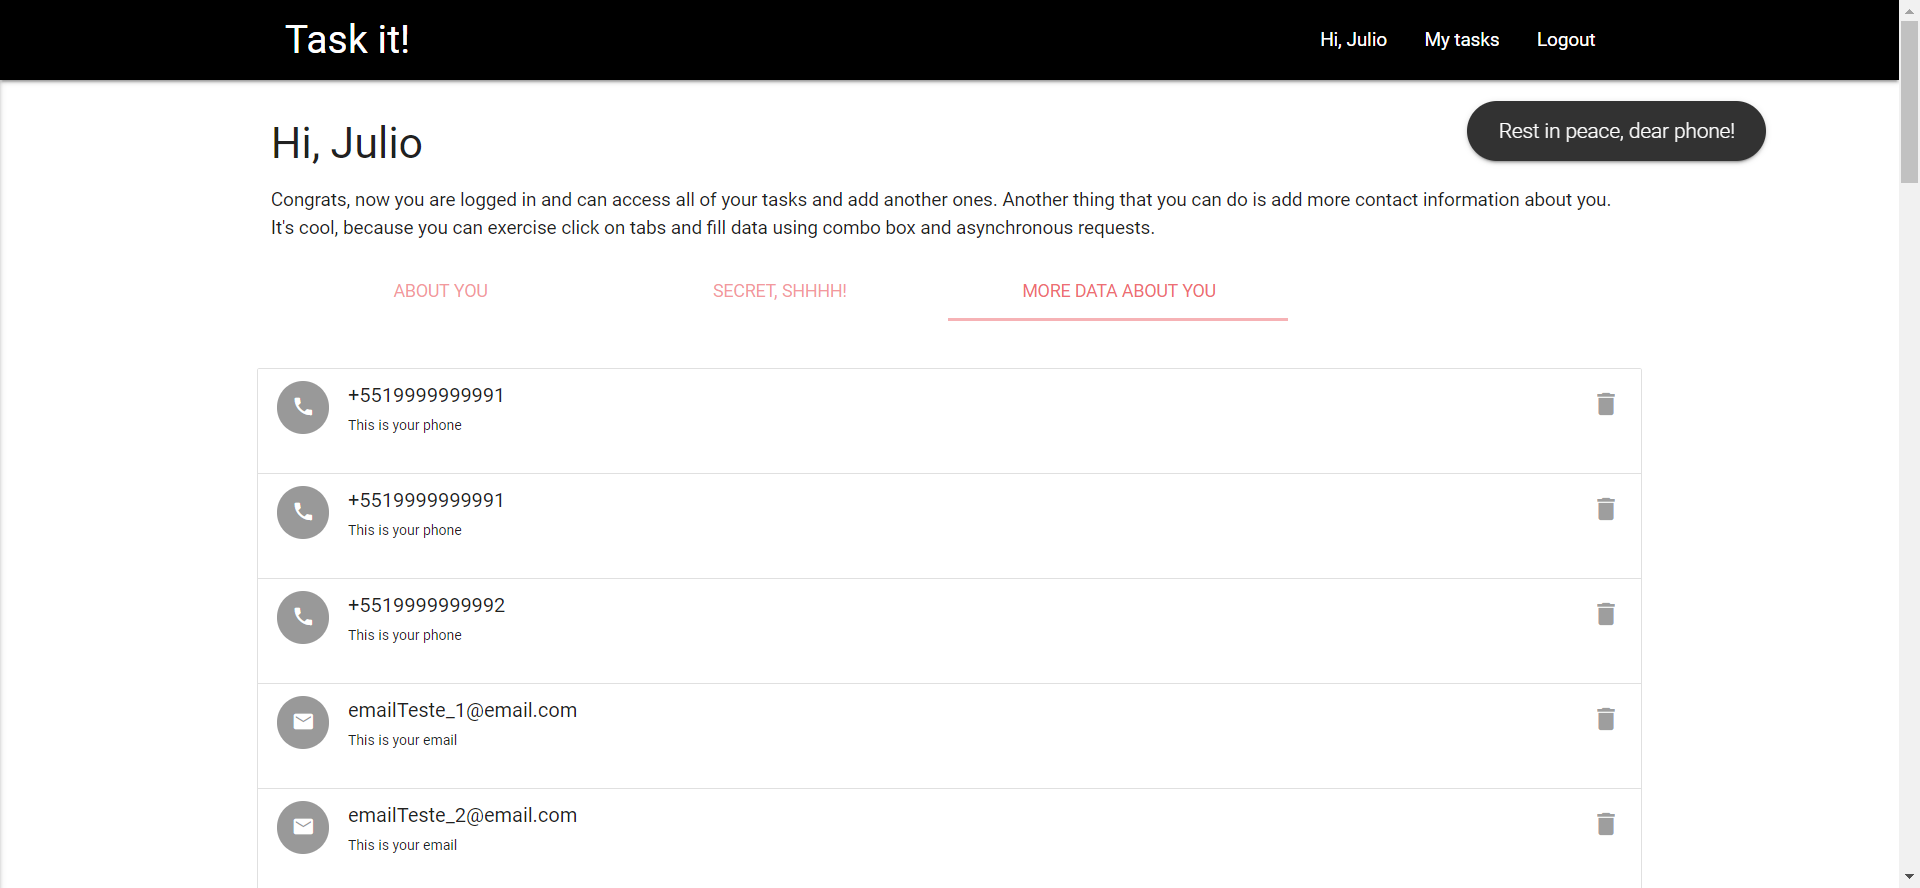 Task it!
Hi, Julio
My tasks
Logout
Rest in peace, dear phone!
Hi, Julio
Congrats, now you are logged in and can access all of your tasks and add another ones. Another thing that you can do is add more contact information about you.
It's cool, because you can exercise click on tabs and fill data using combo box and asynchronous requests.
ABOUT YOU
SECRET, SHHHH!
MORE DATA ABOUT YOU
+5519999999991
This is your phone
+5519999999991
This is your phone
+5519999999992
This is your phone
emailTeste_1@email.com
This is your email
emailTeste_2@email.com
This is your email